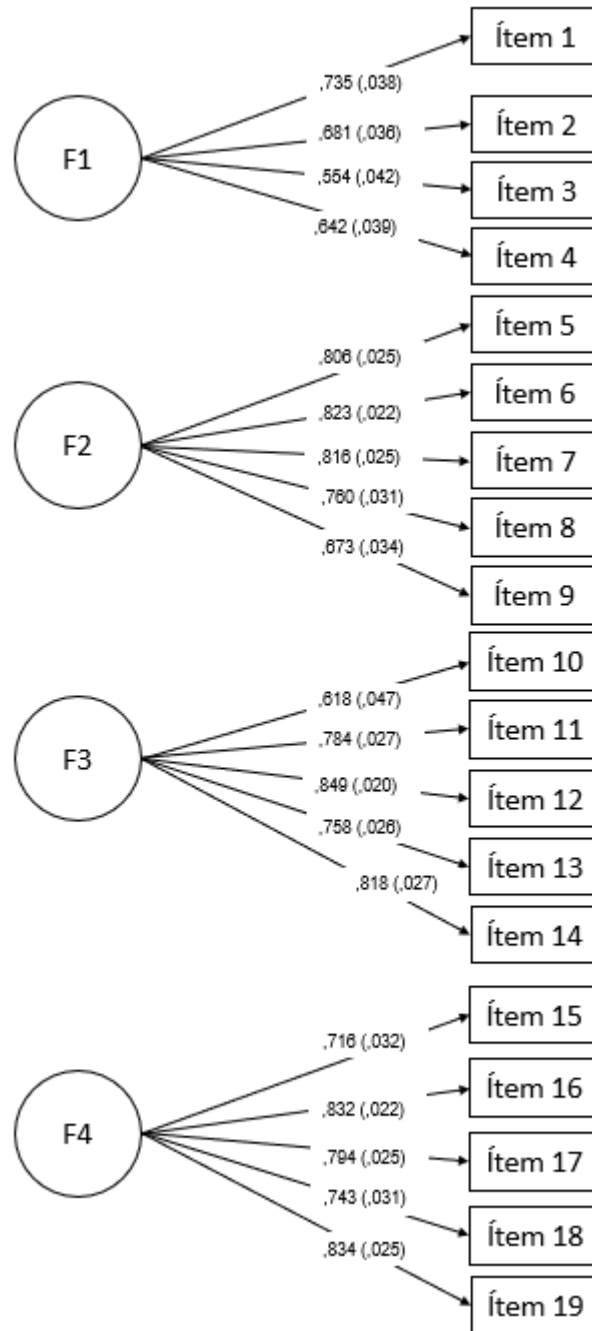 Ítem 1
,735 (,038)
Ítem 2
,681 (,036)
F1
,554 (,042)
Ítem 3
,642 (,039)
Ítem 4
Ítem 5
,806 (,025)
Ítem 6
,823 (,022)
F2
,816 (,025)
Ítem 7
,760 (,031)
Ítem 8
,673 (,034)
Ítem 9
Ítem 10
,618 (,047)
Ítem 11
,784 (,027)
F3
,849 (,020)
Ítem 12
,758 (,026)
Ítem 13
,818 (,027)
Ítem 14
Ítem 15
,716 (,032)
Ítem 16
,832 (,022)
F4
,794 (,025)
Ítem 17
,743 (,031)
Ítem 18
,834 (,025)
Ítem 19